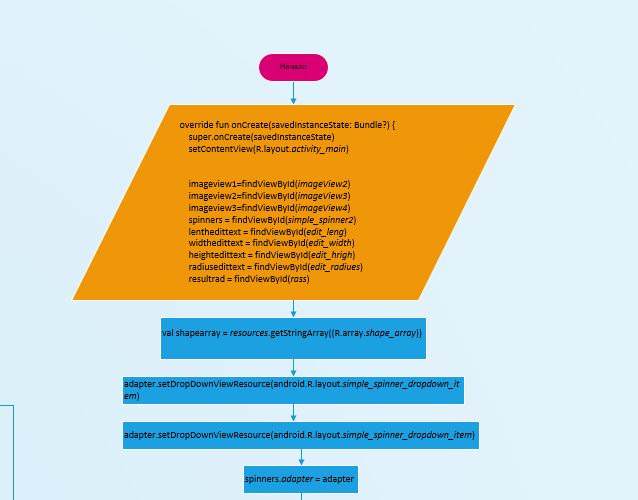 Начало
override fun onCreate(savedInstanceState: Bundle?) {
super.onCreate(savedInstanceState)
setContentView(R.layout.activity_main)
imageview1=findViewById(imageView2)
imageview2=findViewById(imageView3)
imageview3=findViewById(imageView4)
spinners = findViewById(simple_spinner2)
lenthedittext = findViewById(edit_leng)
widthedittext = findViewById(edit_width)
heightedittext = findViewById(edit_hrigh)
radiusedittext = findViewById(edit_radiues)
resultrad = findViewById(rass)
val shapearray = resources.getStringArray((R.array.shape_array))
adapter.setDropDownViewResource(android.R.layout.simple_spinner_dropdown_it
em)
adapter.setDropDownViewResource(android.R.layout.simple_spinner_dropdown_item)
spinners.adapter = adapter